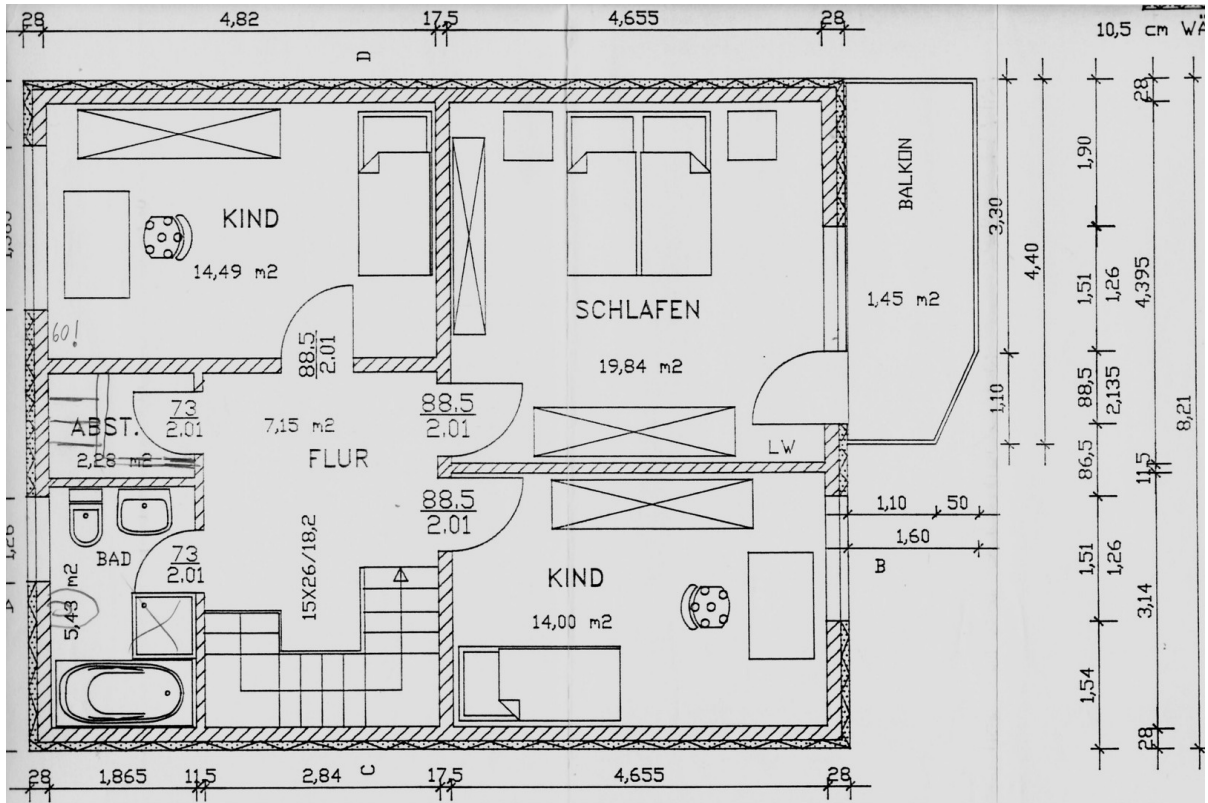 28 4,82 17,5 4,655 28
10,5 cm WÄ
D
KIND
14,49 m2
60!
88.5
2.01
SCHLAFEN
19,84 m2
BALKON
1,45 m2
3,30
1,10
4,40
1,90
1,51
1,26
88,5
2,135
86,5
1,51
1,26
1,54
28
4,395
11,5
3,14
28
8,21
ABST.
2,28 m2
73
2.01
7,15 m2
FLUR
88.5
2.01
LW
88.5
2.01
1,10 50
1,60
B
BAD
73
2.01
5,43 m2
15X26/18,2
KIND
14,00 m2
C
28 1,865 11,5 2,84 17,5 4,655 28